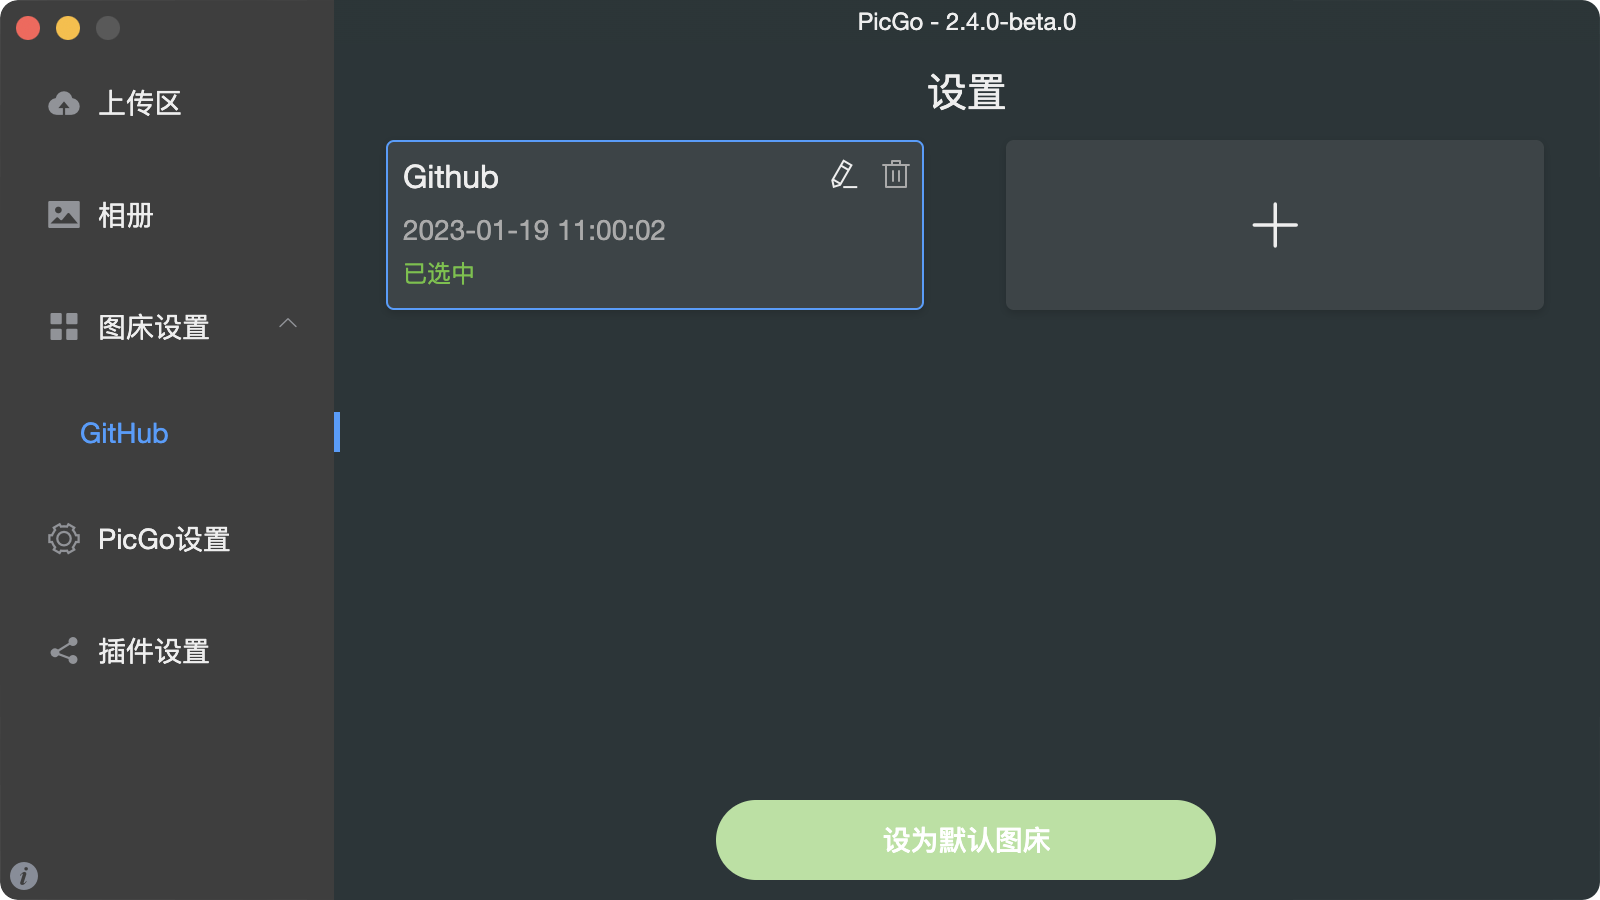 PicGo - 2.4.0-beta.0
上传区
相册
图床设置
GitHub
PicGo设置
插件设置
设置
Github
2023-01-19 11:00:02
已选中
设为默认图床